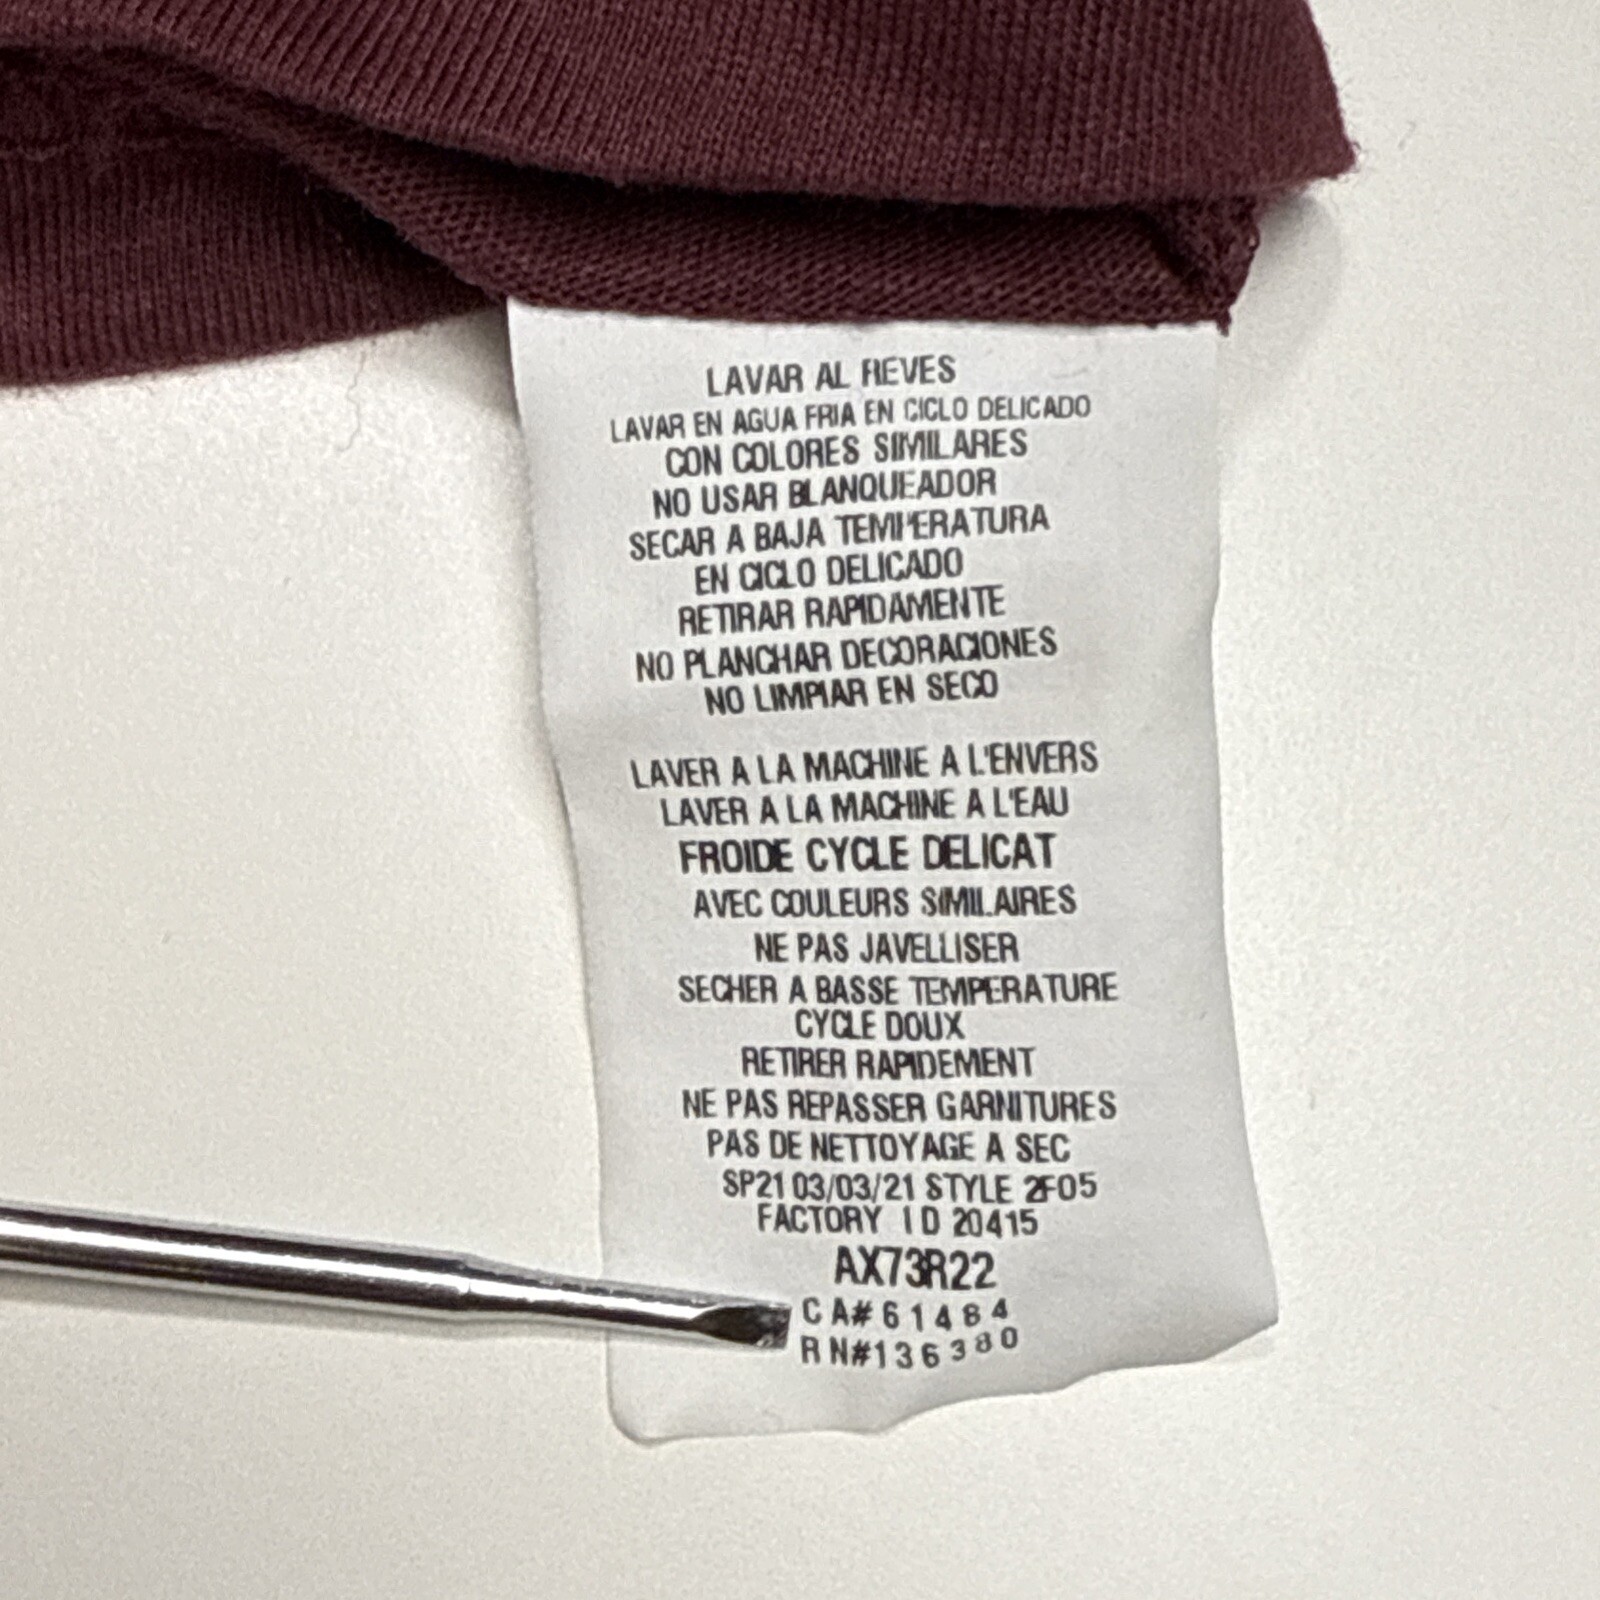 LAVAR AL REVES
LAVAR EN AGUA FRIA EN CICLO DELICADO
CON COLORES SIMILARES
NO USAR BLANQUEADOR
SECAR A BAJA TEMPERATURA
EN CICLO DELICADO
RETIRAR RAPIDAMENTE
NO PLANCHAR DECORACIONES
NO LIMPIAR EN SECO
LAVER A LA MACHINE A L'ENVERS
LAVER A LA MACHINE A L'EAU
FROIDE CYCLE DELICAT
AVEC COULEURS SIMILAIRES
NE PAS JAVELLISER
SECHER A BASSE TEMPERATURE
CYCLE DOUX
RETIRER RAPIDEMENT
NE PAS REPASSER GARNITURES
PAS DE NETTOYAGE A SEC
SP21 03/03/21 STYLE 2F05
FACTORY ID 20415
AX73R22
CA#61484
RN#136380